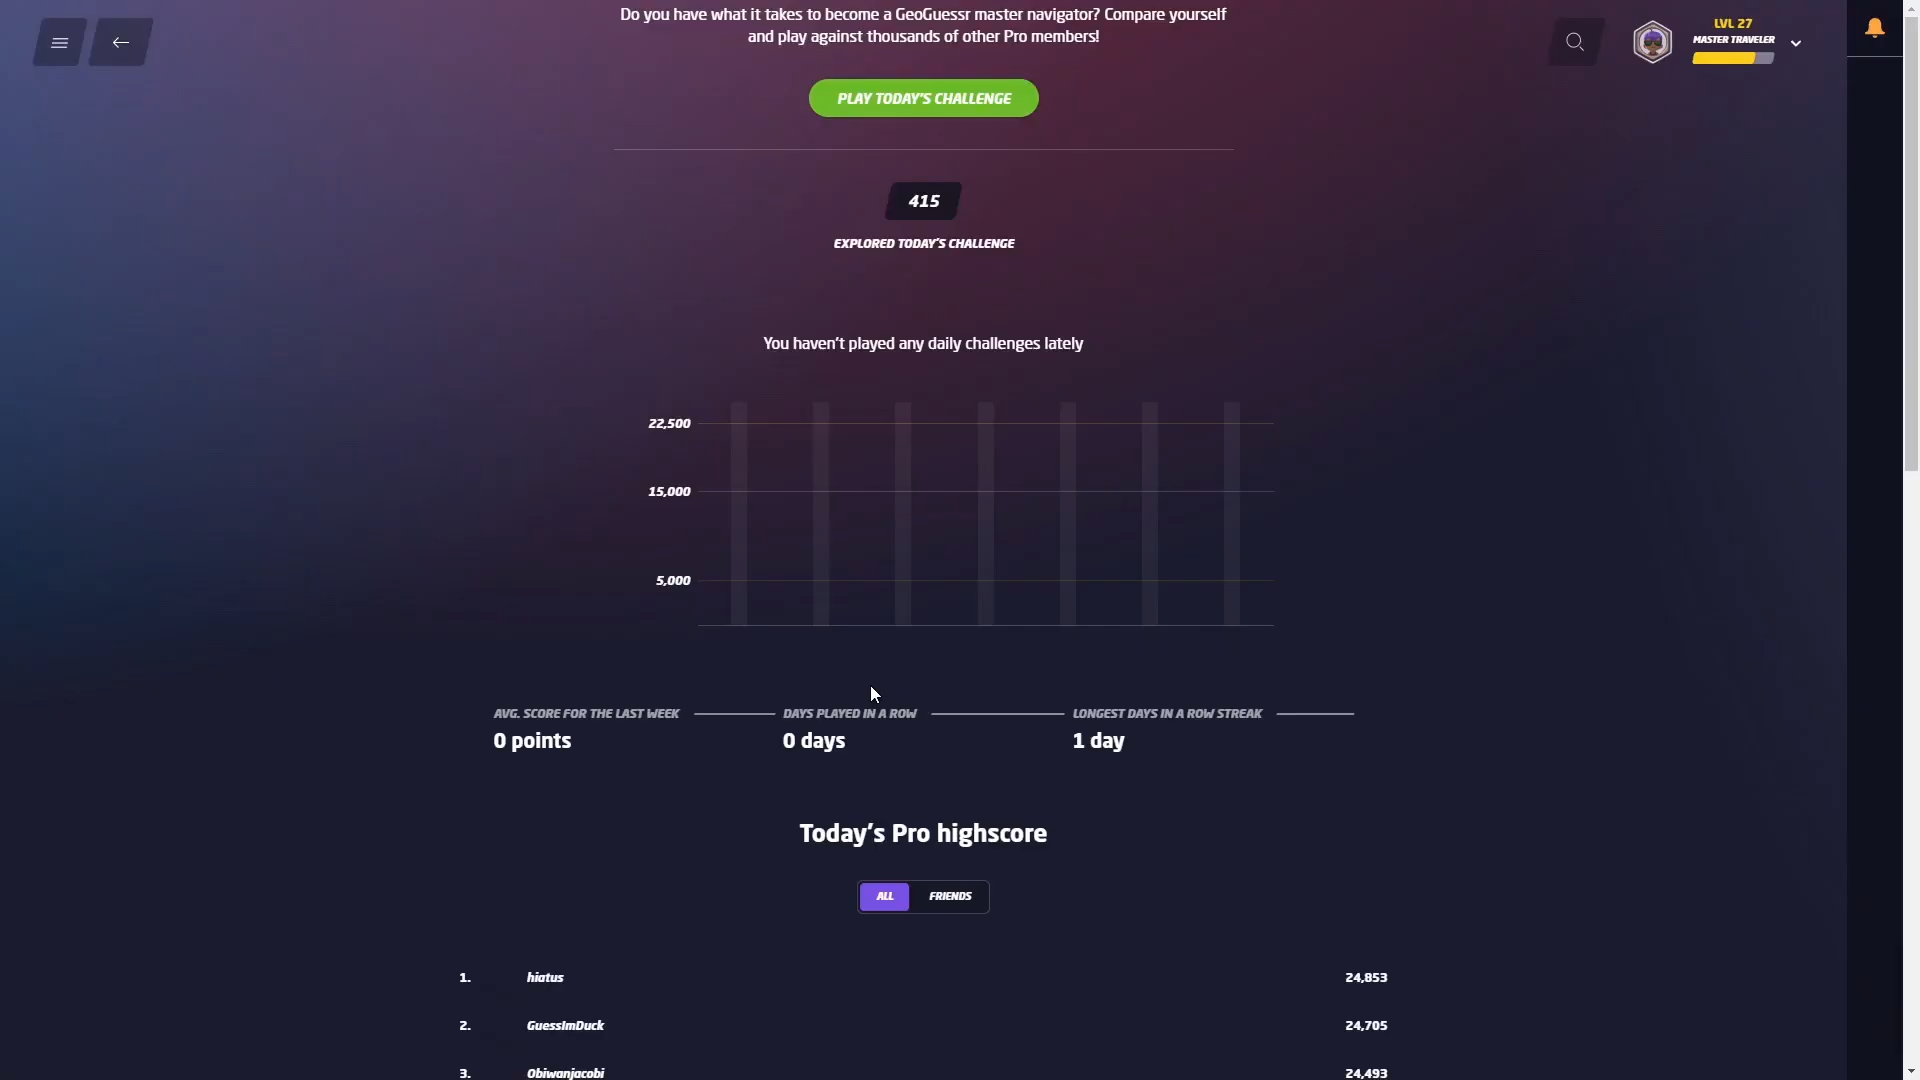 Do you have what it takes to become a GeoGuessr master navigator? Compare yourself
and play against thousands of other Pro members!
LVL 27
MASTER TRAVELER
PLAY TODAY'S CHALLENGE
415
EXPLORED TODAY'S CHALLENGE
You haven't played any daily challenges lately
22,500
15,000
5,000
AVG. SCORE FOR THE LAST WEEK
0 points
DAYS PLAYED IN A ROW
0 days
LONGEST DAYS IN A ROW STREAK
1 day
Today's Pro highscore
ALL
FRIENDS
1. hiatus 24,853
2. GuessImDuck 24,705
3. Obiwanjacobi 24,493